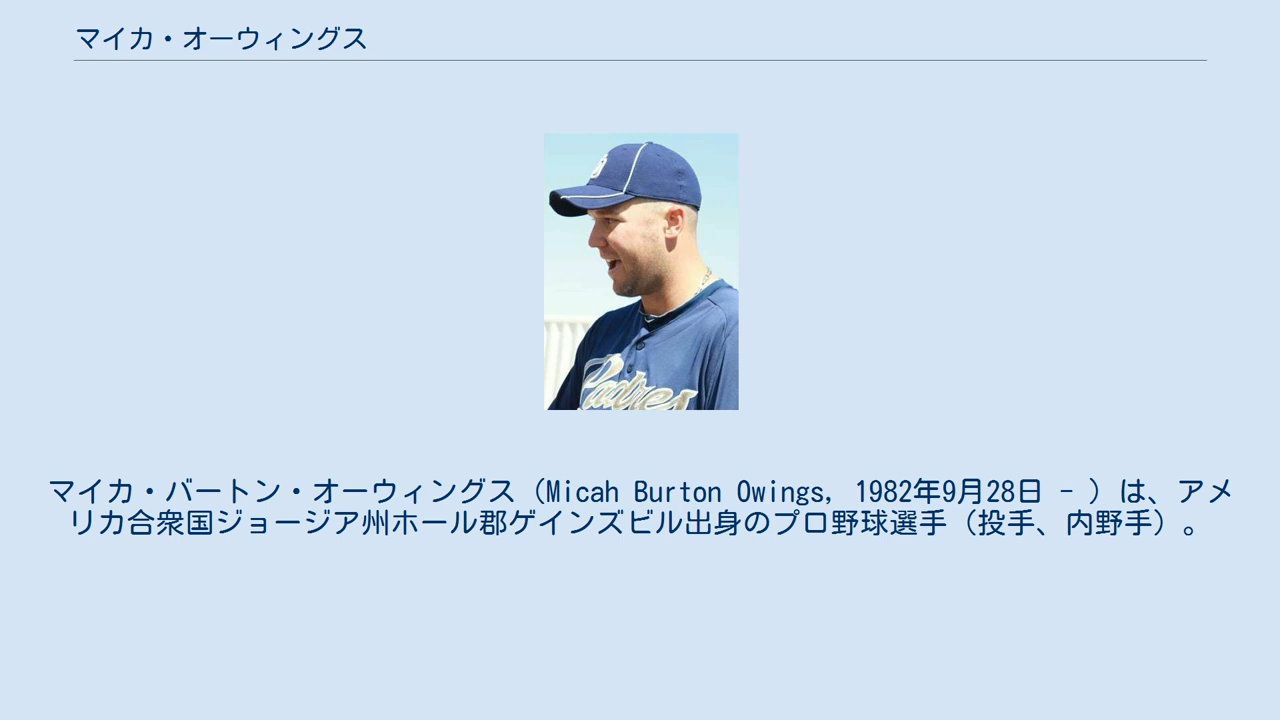 マイカ・オーウィングス
Padres
マイカ・バートン・オーウィングス（Micah Burton Owings, 1982年9月28日 - ）は、アメ
リカ合衆国ジョージア州ホール郡ゲインズビル出身のプロ野球選手（投手、内野手）。